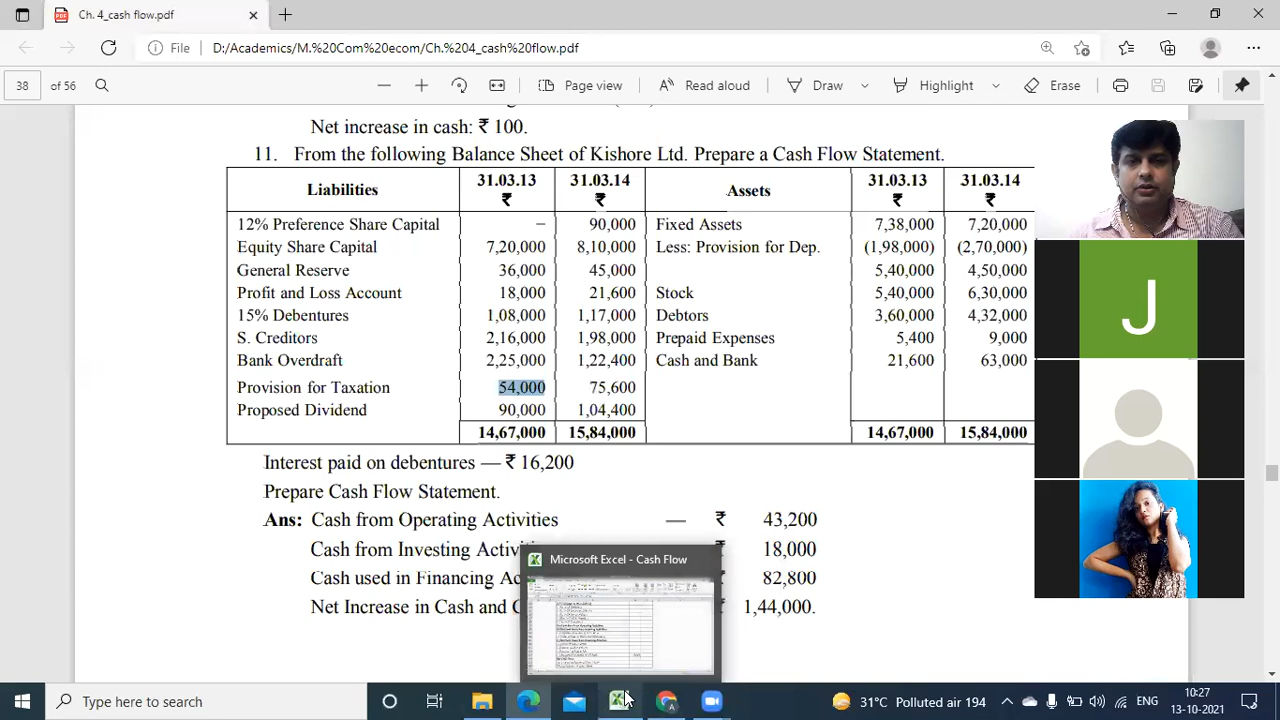 Ch. 4_cash flow.pdf
File D:/Academics/M.%20Com%20ecom/Ch.%204_cash%20flow.pdf
38 of 56 Page view Read aloud Draw Highlight Erase
Net increase in cash: ₹ 100.
11. From the following Balance Sheet of Kishore Ltd. Prepare a Cash Flow Statement.
Liabilities 31.03.13 ₹ 31.03.14 ₹ Assets 31.03.13 ₹ 31.03.14 ₹
12% Preference Share Capital – 90,000 Fixed Assets 7,38,000 7,20,000
Equity Share Capital 7,20,000 8,10,000 Less: Provision for Dep. (1,98,000) (2,70,000)
General Reserve 36,000 45,000 5,40,000 4,50,000
Profit and Loss Account 18,000 21,600 Stock 5,40,000 6,30,000
15% Debentures 1,08,000 1,17,000 Debtors 3,60,000 4,32,000
S. Creditors 2,16,000 1,98,000 Prepaid Expenses 5,400 9,000
Bank Overdraft 2,25,000 1,22,400 Cash and Bank 21,600 63,000
Provision for Taxation 54,000 75,600
Proposed Dividend 90,000 1,04,400
14,67,000 15,84,000 14,67,000 15,84,000
Interest paid on debentures — ₹ 16,200
Prepare Cash Flow Statement.
Ans: Cash from Operating Activities — ₹ 43,200
Cash from Investing Activi ₹ 18,000
Cash used in Financing Ac ₹ 82,800
Net Increase in Cash and C ₹ 1,44,000.
Microsoft Excel - Cash Flow
J
Type here to search
31°C Polluted air 194 ENG 10:27
13-10-2021